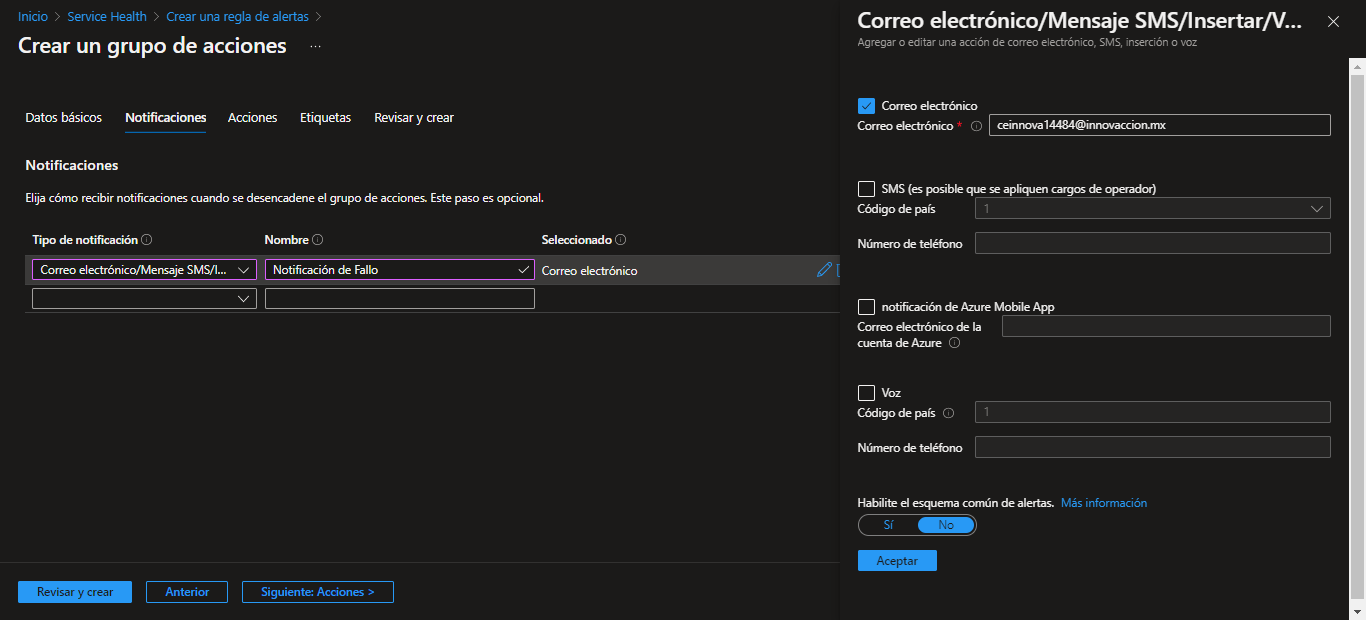 Inicio > Service Health > Crear una regla de alertas >
Crear un grupo de acciones ...
Datos básicos Notificaciones Acciones Etiquetas Revisar y crear
Notificaciones
Elija cómo recibir notificaciones cuando se desencadene el grupo de acciones. Este paso es opcional.
Tipo de notificación Nombre Seleccionado
Correo electrónico/Mensaje SMS/I... Notificación de Fallo Correo electrónico
Revisar y crear Anterior Siguiente: Acciones >
Correo electrónico/Mensaje SMS/Insertar/V...
Agregar o editar una acción de correo electrónico, SMS, inserción o voz
Correo electrónico
Correo electrónico * ceinnova14484@innovaccion.mx
SMS (es posible que se apliquen cargos de operador)
Código de país 1
Número de teléfono
notificación de Azure Mobile App
Correo electrónico de la
cuenta de Azure
Voz
Código de país 1
Número de teléfono
Habilite el esquema común de alertas. Más información
Sí No
Aceptar